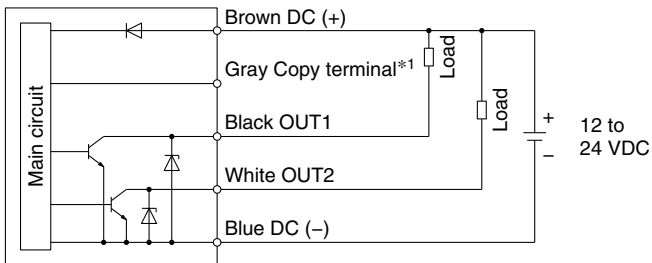 Brown DC (+)
Gray Copy terminal*1
Load
Load
Black OUT1
Main circuit
+
−
12 to
24 VDC
White OUT2
Blue DC (−)